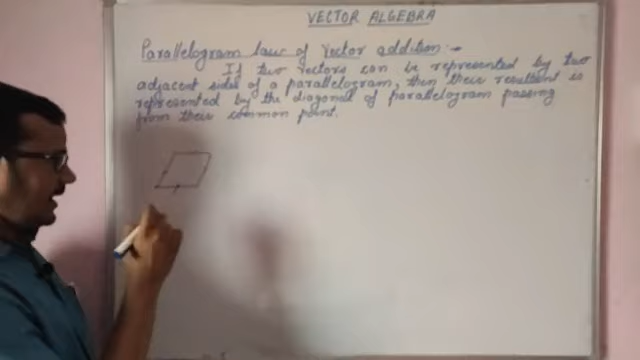 VECTOR ALGEBRA
Parallelogram law of vector addition:-
If two vectors can be represented by two
adjacent sides of a parallelogram, then their resultant is
represented by the diagonal of parallelogram passing
from their common point.